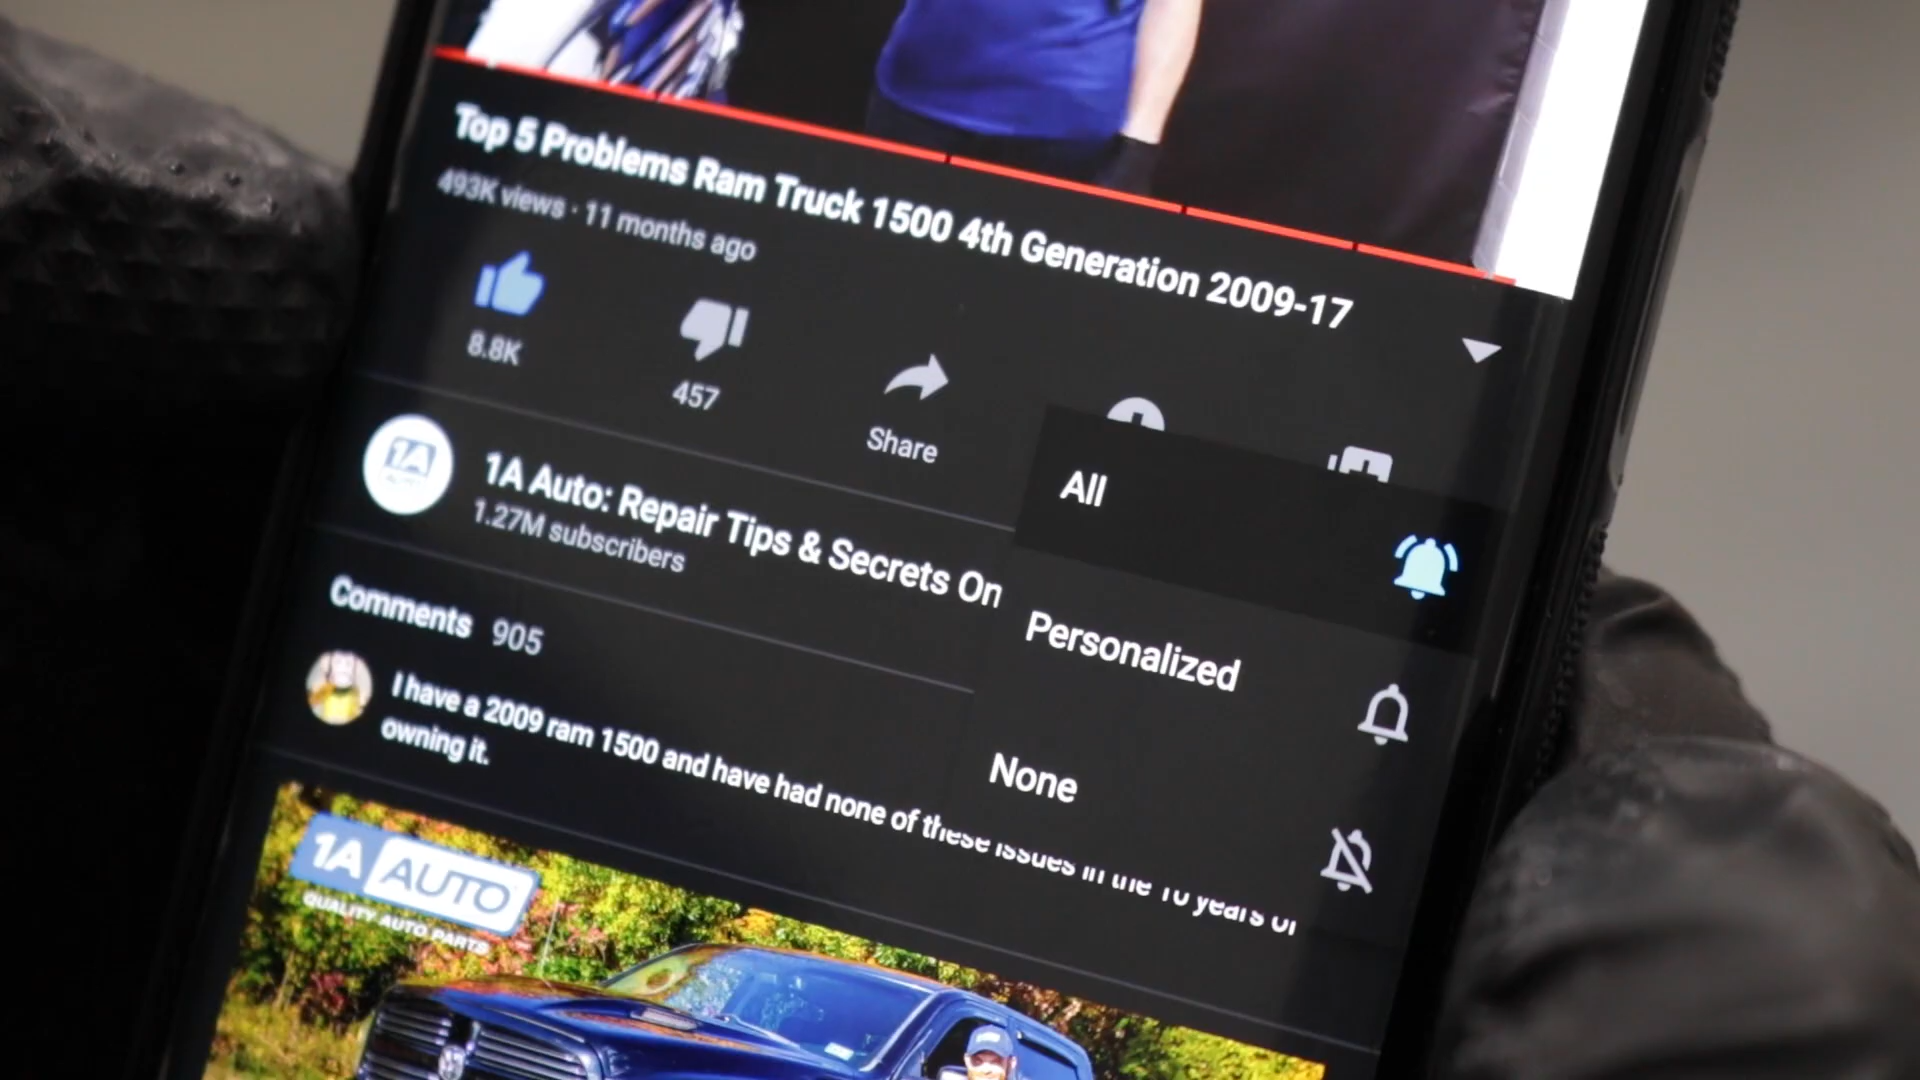 Top 5 Problems Ram Truck 1500 4th Generation 2009-17
493K views · 11 months ago
8.8K
457
Share
1A
1A Auto: Repair Tips & Secrets On
1.27M subscribers
All
Personalized
None
Comments 905
I have a 2009 ram 1500 and have had none of these issues in the 10 years of
owning it.
1A AUTO
QUALITY AUTO PARTS